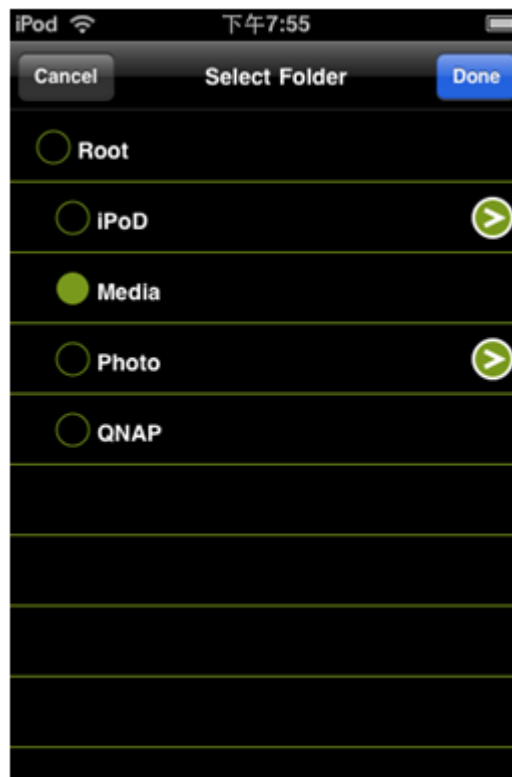 iPod 下午7:55
Cancel Select Folder Done
Root
iPoD
Media
Photo
QNAP